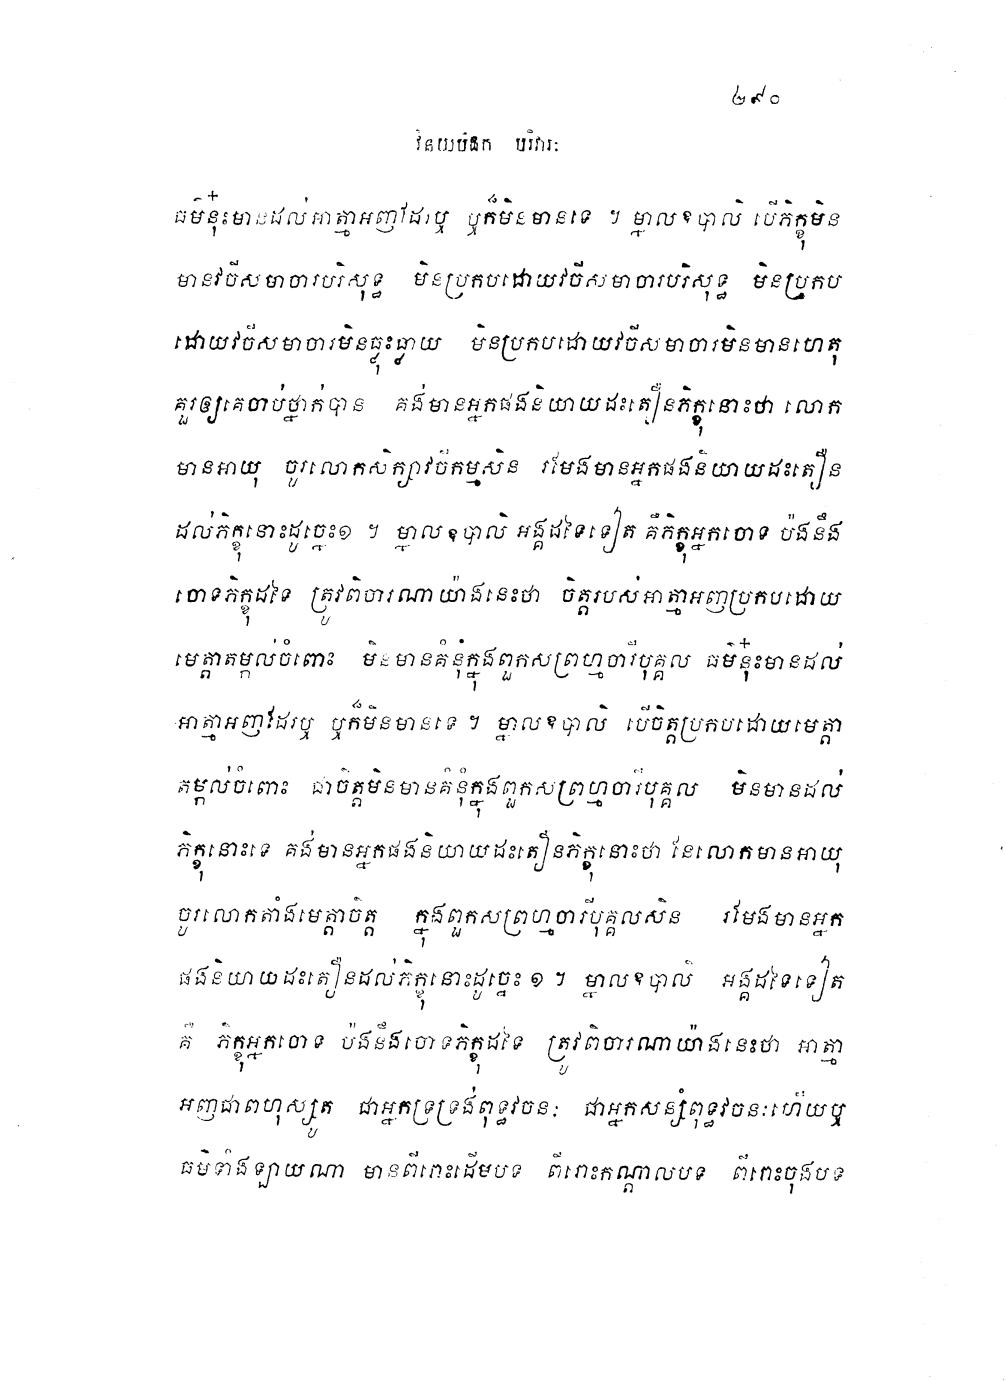 ២៩០
វិនយបិដក បរិវារៈ
ធម៌នុ៎ះមានដល់អាត្មាអញដែរឬ ឬក៏មិនមានទេ ។ ម្នាលឧបាលិ បើភិក្ខុមិន
មានវចីសមាចារបរិសុទ្ធ មិនប្រកបដោយវចីសមាចារបរិសុទ្ធ មិនប្រកប
ដោយវចីសមាចារមិនធ្លុះធ្លាយ មិនប្រកបដោយវចីសមាចារមិនមានហេតុ
គួរឲ្យគេចាប់ថ្នាក់បាន គង់មានអ្នកផងនិយាយដះតៀនភិក្ខុនោះថា លោក
មានអាយុ ចូរលោកសិក្សាវចីកម្មសិន រមែងមានអ្នកផងនិយាយដះតៀន
ដល់ភិក្ខុនោះដូច្នេះ១ ។ ម្នាលឧបាលិ អង្គដទៃទៀត គឺភិក្ខុអ្នកចោទ ប៉ងនឹង
ចោទភិក្ខុដទៃ ត្រូវពិចារណាយ៉ាងនេះថា ចិត្តរបស់អាត្មាអញប្រកបដោយ
មេត្តាតម្កល់ចំពោះ មិនមានគំនុំក្នុងពួកសព្រហ្មចារីបុគ្គល ធម៌នុ៎ះមានដល់
អាត្មាអញដែរឬ ឬក៏មិនមានទេ ។ ម្នាលឧបាលិ បើចិត្តប្រកបដោយមេត្តា
តម្កល់ចំពោះ ជាចិត្តមិនមានគំនុំក្នុងពួកសព្រហ្មចារីបុគ្គល មិនមានដល់
ភិក្ខុនោះទេ គង់មានអ្នកផងនិយាយដះតៀនភិក្ខុនោះថា នែលោកមានអាយុ
ចូរលោកតាំងមេត្តាចិត្ត ក្នុងពួកសព្រហ្មចារីបុគ្គលសិន រមែងមានអ្នក
ផងនិយាយដះតៀនដល់ភិក្ខុនោះដូច្នេះ ១ ។ ម្នាលឧបាលិ អង្គដទៃទៀត
គឺ ភិក្ខុអ្នកចោទ ប៉ងនឹងចោទភិក្ខុដទៃ ត្រូវពិចារណាយ៉ាងនេះថា អាត្មា
អញជាពហុស្សូត ជាអ្នកទ្រទ្រង់ពុទ្ធវចនៈ ជាអ្នកសន្សំពុទ្ធវចនៈហើយឬ
ធម៌ទាំងឡាយណា មានពីរោះដើមបទ ពីរោះកណ្តាលបទ ពីរោះចុងបទ